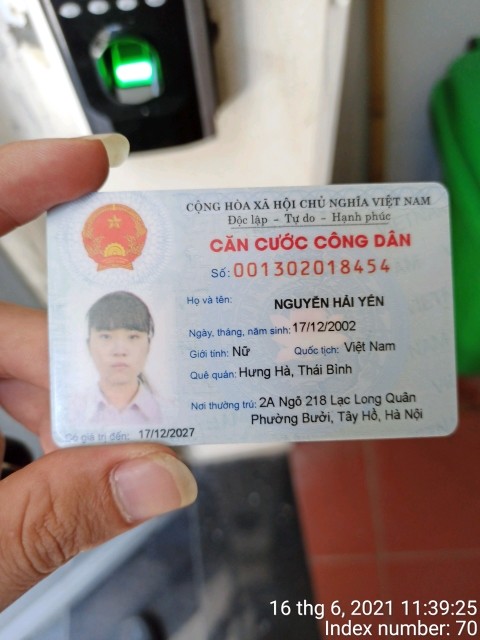 CỘNG HÒA XÃ HỘI CHỦ NGHĨA VIỆT NAM
Độc lập - Tự do - Hạnh phúc
CĂN CƯỚC CÔNG DÂN
Số: 001302018454
Họ và tên: NGUYỄN HẢI YẾN
Ngày, tháng, năm sinh: 17/12/2002
Giới tính: Nữ Quốc tịch: Việt Nam
Quê quán: Hưng Hà, Thái Bình
Nơi thường trú: 2A Ngõ 218 Lạc Long Quân
Phường Bưởi, Tây Hồ, Hà Nội
Có giá trị đến: 17/12/2027
16 thg 6, 2021 11:39:25
Index number: 70